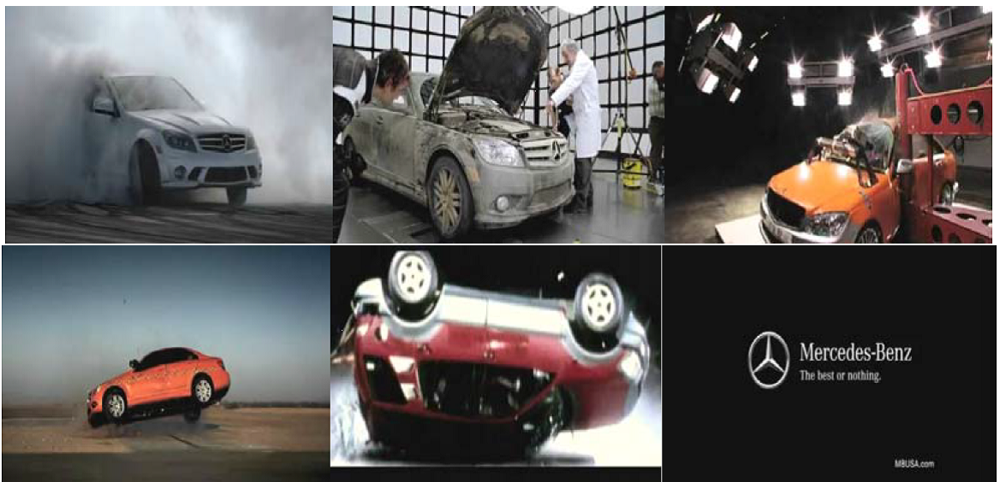 Mercedes-Benz
The best or nothing.
MBUSA.com